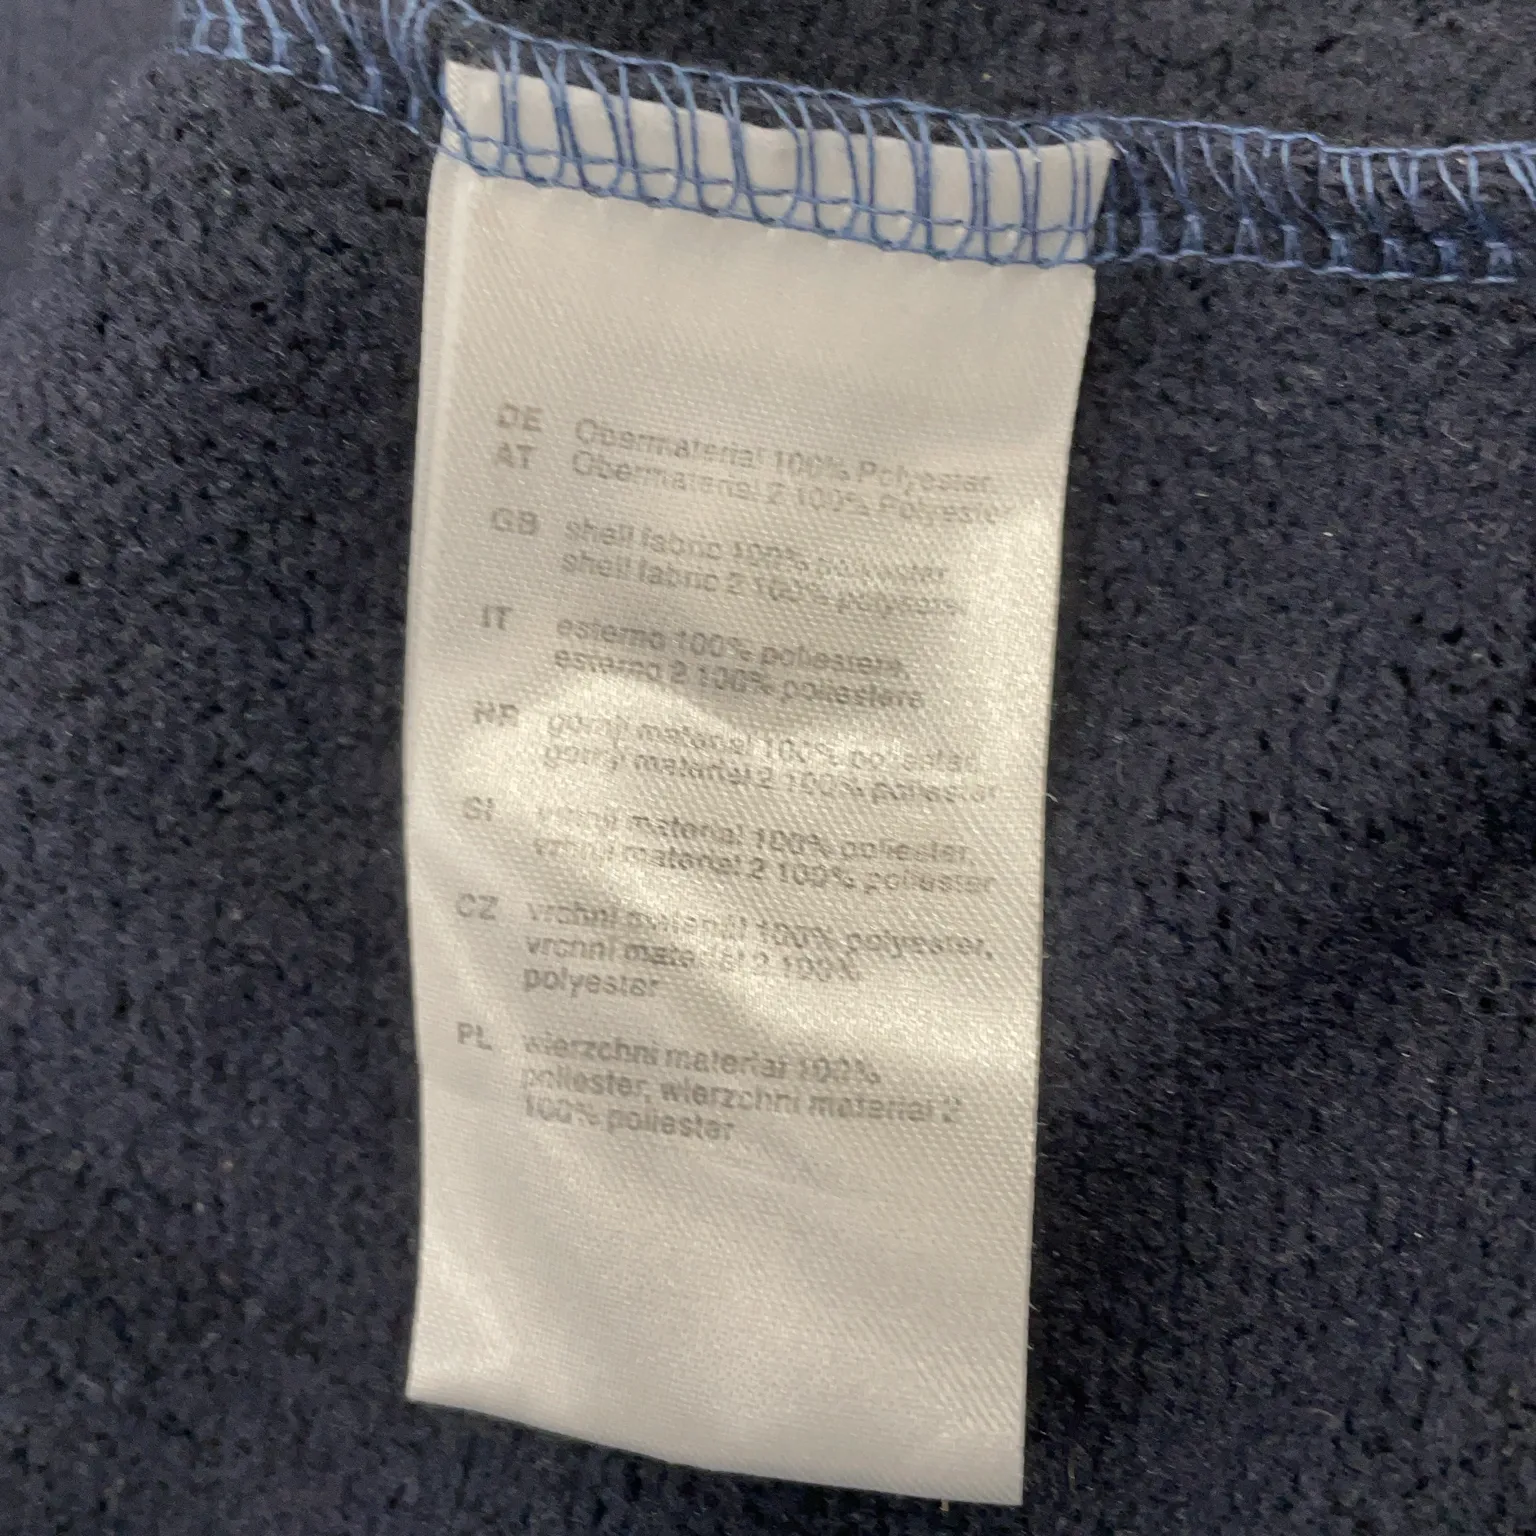 DE Obermaterial 100% Polyester,
AT Obermaterial 2 100% Polyester
GB shell fabric 100% polyester,
shell fabric 2 100% polyester
IT esterno 100% poliestere,
esterno 2 100% poliestere
HR gornji material 100% poliester,
gornji material 2 100% poliester
SI material 100% poliester,
vrhnji material 2 100% poliester
CZ vrchní materiál 100% polyester,
vrchní materiál 2 100%
polyester
PL wierzchni materiał 100%
poliester, wierzchni materiał 2
100% poliester